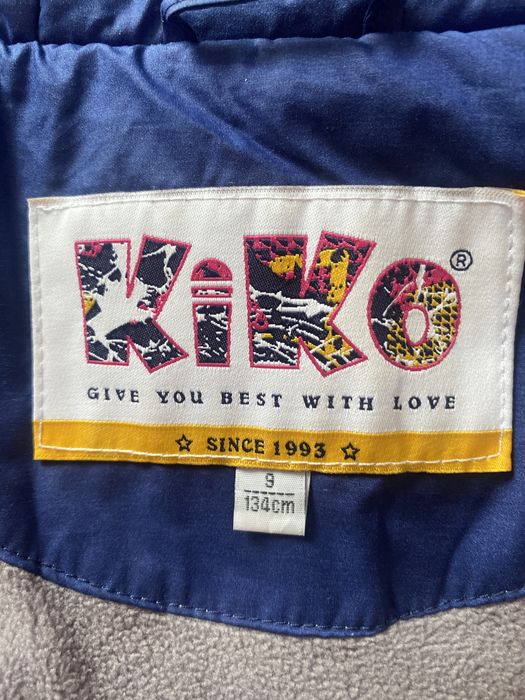 KiKo ®
GIVE YOU BEST WITH LOVE
☆ SINCE 1993 ☆
9
134cm